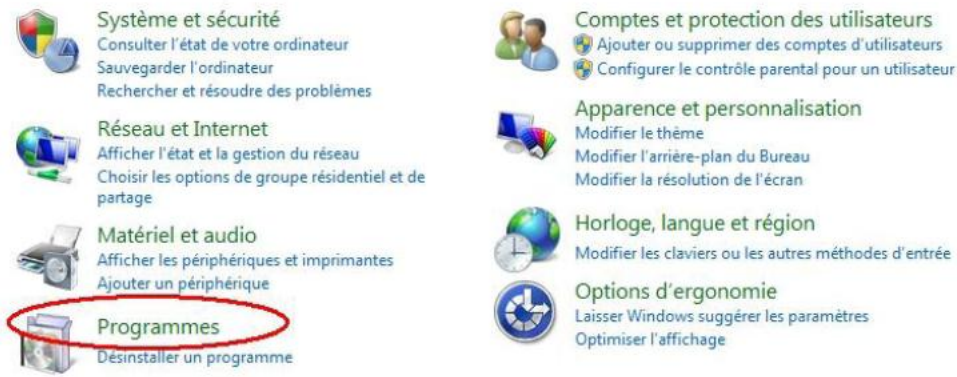 Système et sécurité
Consulter l'état de votre ordinateur
Sauvegarder l'ordinateur
Rechercher et résoudre des problèmes
Réseau et Internet
Afficher l'état et la gestion du réseau
Choisir les options de groupe résidentiel et de
partage
Matériel et audio
Afficher les périphériques et imprimantes
Ajouter un périphérique
Programmes
Désinstaller un programme
Comptes et protection des utilisateurs
Ajouter ou supprimer des comptes d'utilisateurs
Configurer le contrôle parental pour un utilisateur
Apparence et personnalisation
Modifier le thème
Modifier l'arrière-plan du Bureau
Modifier la résolution de l'écran
Horloge, langue et région
Modifier les claviers ou les autres méthodes d'entrée
Options d'ergonomie
Laisser Windows suggérer les paramètres
Optimiser l'affichage